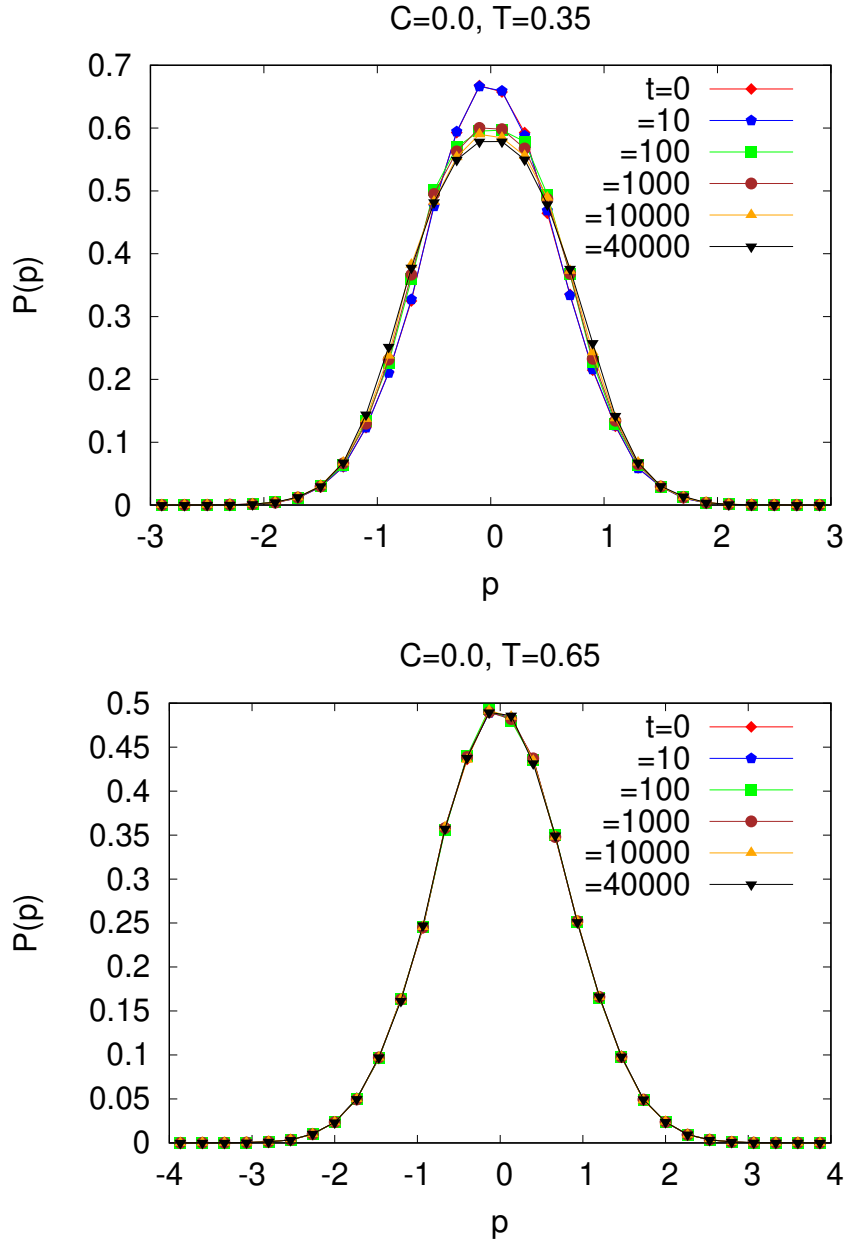 C=0.0, T=0.35
0.7
0.6
0.5
0.4
0.3
0.2
0.1
0
P(p)
t=0
=10
=100
=1000
=10000
=40000
-3 -2 -1 0 1 2 3
p
C=0.0, T=0.65
0.5
0.45
0.4
0.35
0.3
0.25
0.2
0.15
0.1
0.05
0
P(p)
t=0
=10
=100
=1000
=10000
=40000
-4 -3 -2 -1 0 1 2 3 4
p